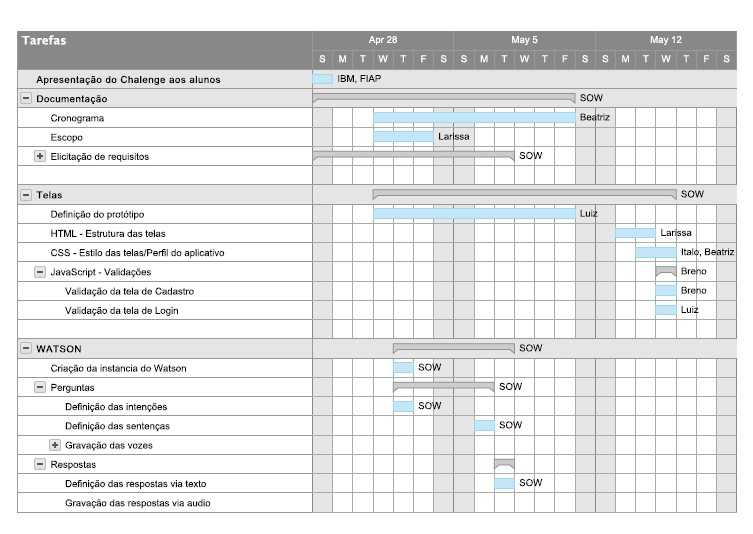 Tarefas Apr 28 May 5 May 12
S M T W T F S S M T W T F S S M T W T F S
Apresentação do Chalenge aos alunos IBM, FIAP
Documentação SOW
Cronograma Beatriz
Escopo Larissa
Elicitação de requisitos SOW
Telas SOW
Definição do protótipo Luiz
HTML - Estrutura das telas Larissa
CSS - Estilo das telas/Perfil do aplicativo Italo, Beatriz
JavaScript - Validações Breno
Validação da tela de Cadastro Breno
Validação da tela de Login Luiz
WATSON SOW
Criação da instancia do Watson SOW
Perguntas SOW
Definição das intenções SOW
Definição das sentenças SOW
Gravação das vozes
Respostas
Definição das respostas via texto SOW
Gravação das respostas via audio